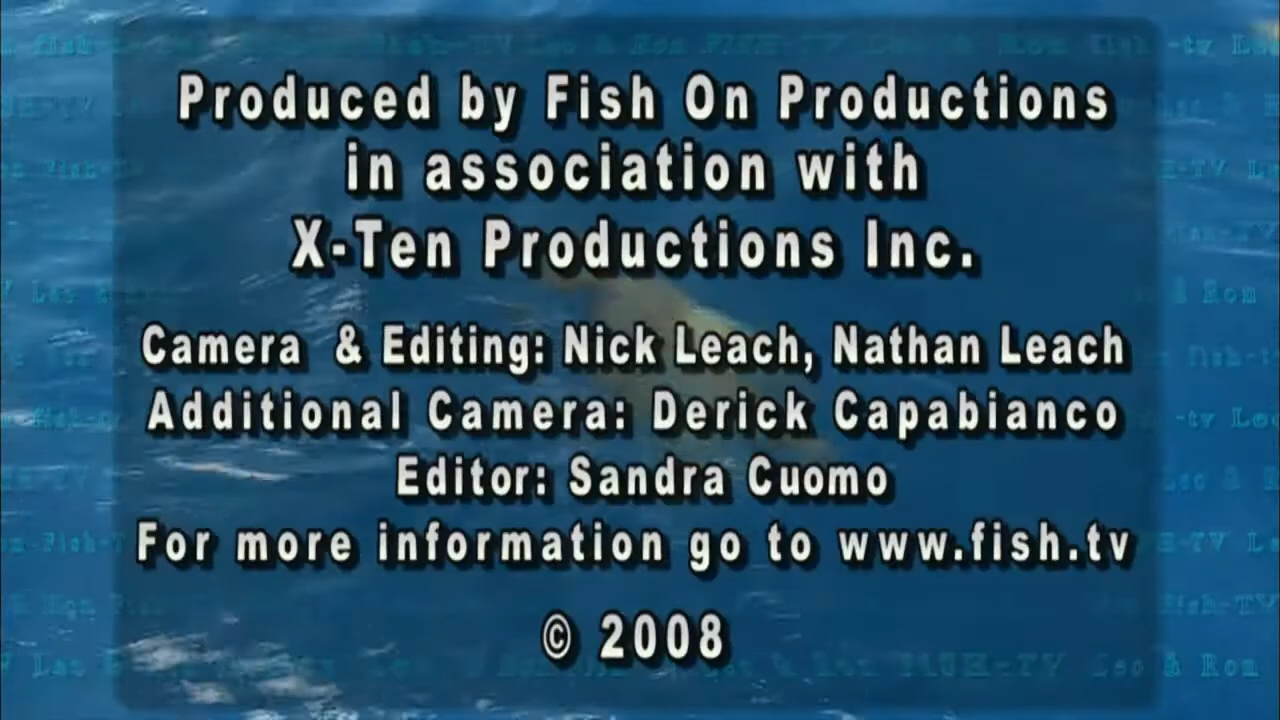 Produced by Fish On Productions
in association with
X-Ten Productions Inc.
Camera & Editing: Nick Leach, Nathan Leach
Additional Camera: Derick Capabianco
Editor: Sandra Cuomo
For more information go to www.fish.tv
© 2008